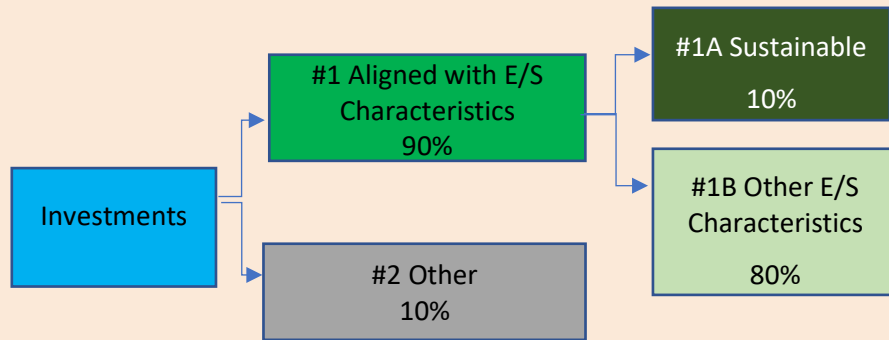 Investments
#1 Aligned with E/S
Characteristics
90%
#2 Other
10%
#1A Sustainable
10%
#1B Other E/S
Characteristics
80%